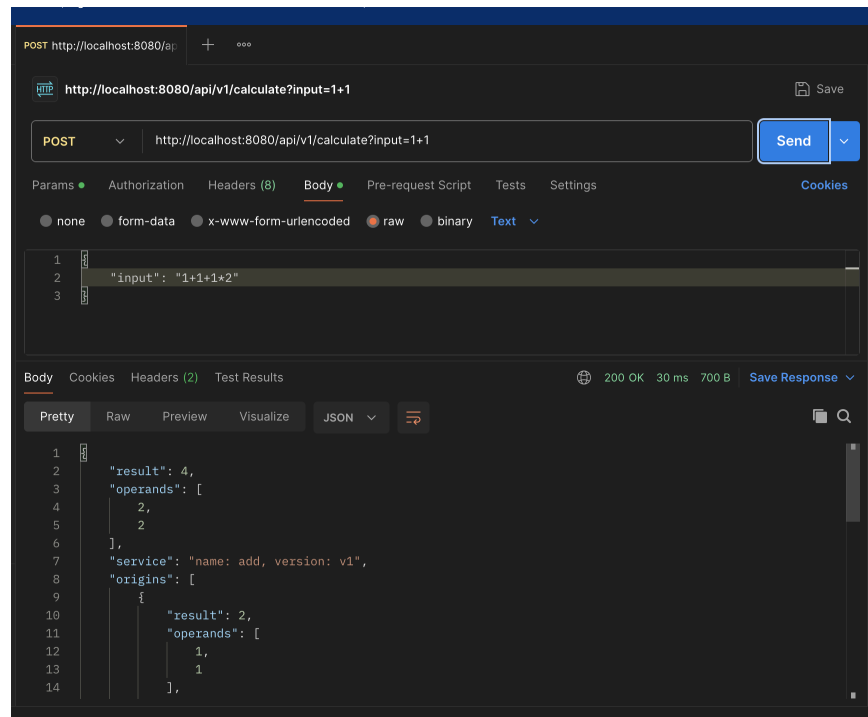 POST http://localhost:8080/ap
http://localhost:8080/api/v1/calculate?input=1+1 Save
POST http://localhost:8080/api/v1/calculate?input=1+1 Send
Params Authorization Headers (8) Body Pre-request Script Tests Settings Cookies
none form-data x-www-form-urlencoded raw binary Text
1 {
2 "input": "1+1+1*2"
3 }
Body Cookies Headers (2) Test Results 200 OK 30 ms 700 B Save Response
Pretty Raw Preview Visualize JSON
1 {
2 "result": 4,
3 "operands": [
4 2,
5 2
6 ],
7 "service": "name: add, version: v1",
8 "origins": [
9 {
10 "result": 2,
11 "operands": [
12 1,
13 1
14 ],